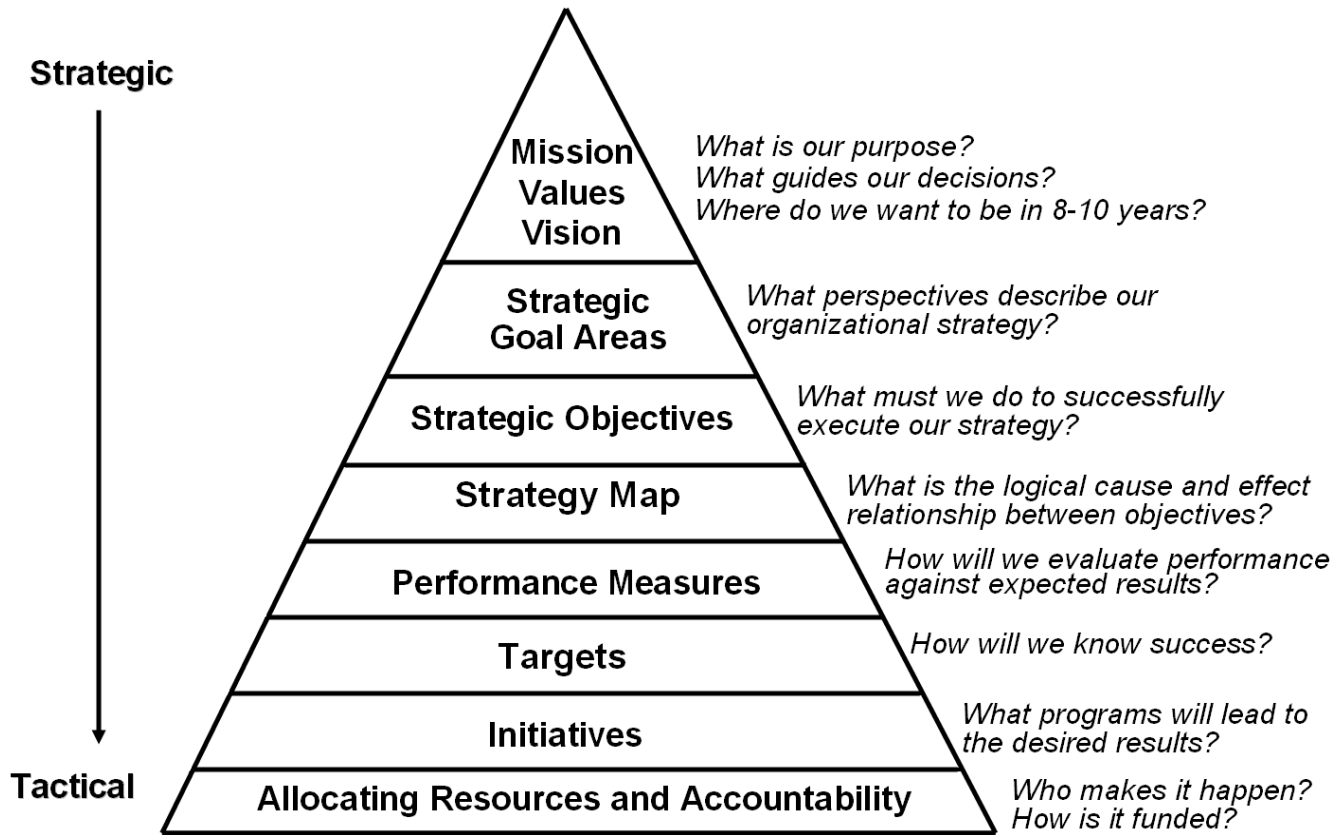 Strategic
Mission
Values
Vision
What is our purpose?
What guides our decisions?
Where do we want to be in 8-10 years?
Strategic
Goal Areas
What perspectives describe our
organizational strategy?
Strategic Objectives
What must we do to successfully
execute our strategy?
Strategy Map
What is the logical cause and effect
relationship between objectives?
Performance Measures
How will we evaluate performance
against expected results?
Targets
How will we know success?
Initiatives
What programs will lead to
the desired results?
Tactical
Allocating Resources and Accountability
Who makes it happen?
How is it funded?